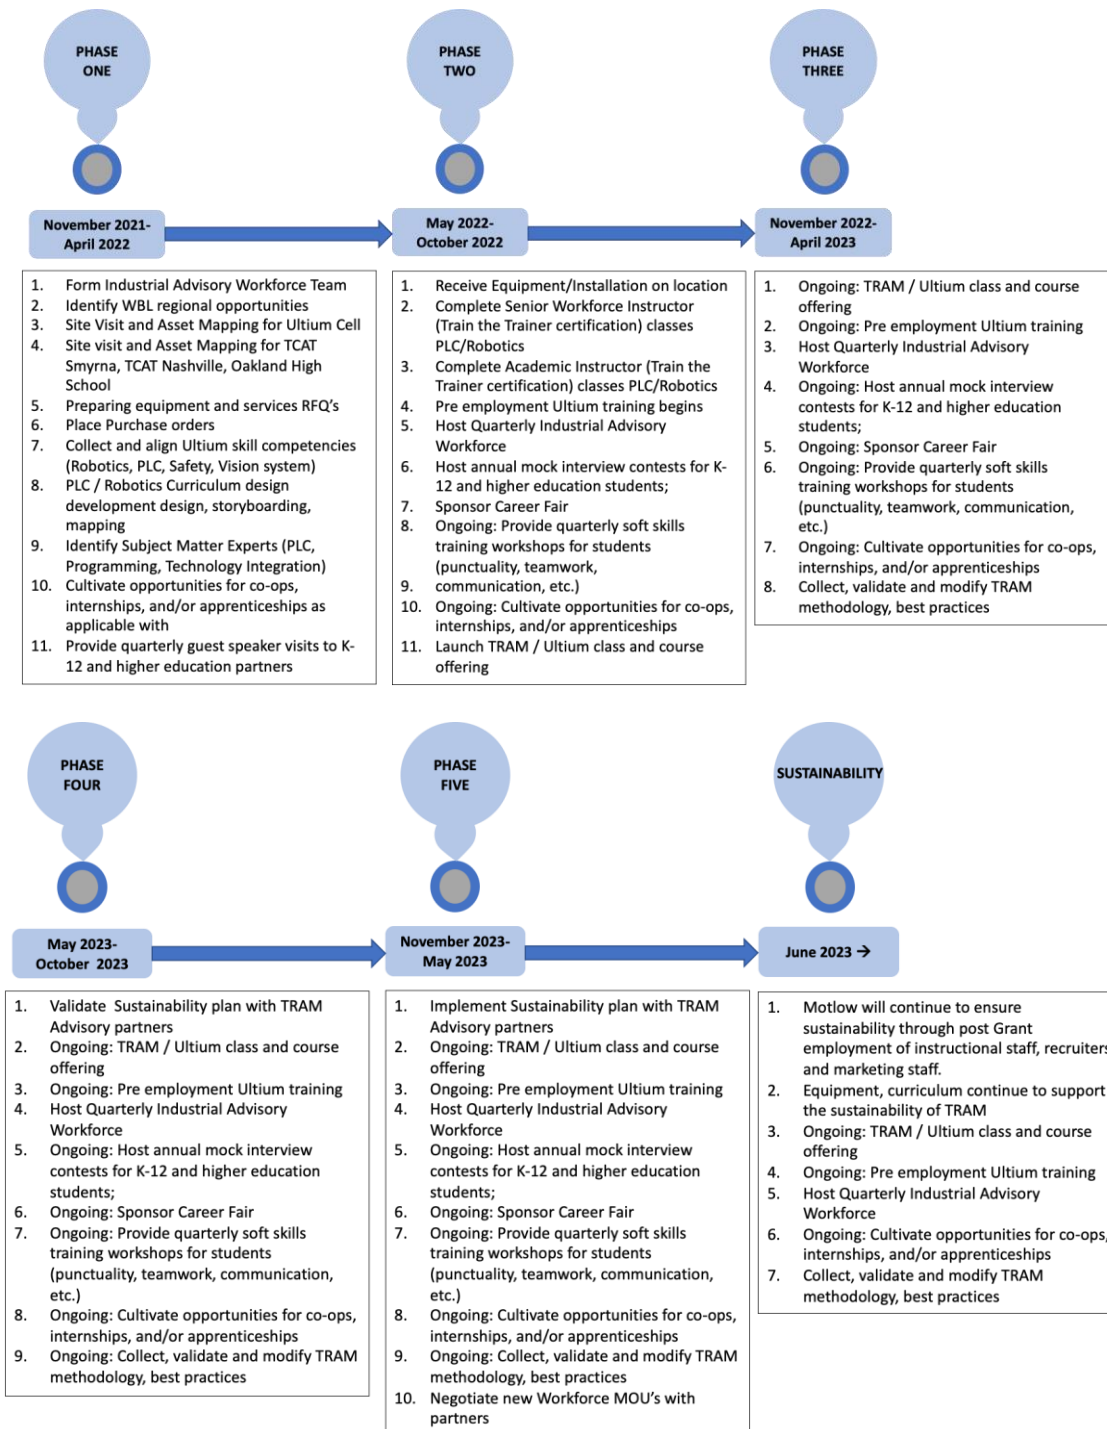 PHASE
ONE
November 2021-
April 2022
1. Form Industrial Advisory Workforce Team
2. Identify WBL regional opportunities
3. Site Visit and Asset Mapping for Ultium Cell
4. Site visit and Asset Mapping for TCAT
Smyrna, TCAT Nashville, Oakland High
School
5. Preparing equipment and services RFQ's
6. Place Purchase orders
7. Collect and align Ultium skill competencies
(Robotics, PLC, Safety, Vision system)
8. PLC / Robotics Curriculum design
development design, storyboarding,
mapping
9. Identify Subject Matter Experts (PLC,
Programming, Technology Integration)
10. Cultivate opportunities for co-ops,
internships, and/or apprenticeships as
applicable with
11. Provide quarterly guest speaker visits to K-
12 and higher education partners
PHASE
TWO
May 2022-
October 2022
1. Receive Equipment/Installation on location
2. Complete Senior Workforce Instructor
(Train the Trainer certification) classes
PLC/Robotics
3. Complete Academic Instructor (Train the
Trainer certification) classes PLC/Robotics
4. Pre employment Ultium training begins
5. Host Quarterly Industrial Advisory
Workforce
6. Host annual mock interview contests for K-
12 and higher education students;
7. Sponsor Career Fair
8. Ongoing: Provide quarterly soft skills
training workshops for students
(punctuality, teamwork,
9. communication, etc.)
10. Ongoing: Cultivate opportunities for co-ops,
internships, and/or apprenticeships
11. Launch TRAM / Ultium class and course
offering
PHASE
THREE
November 2022-
April 2023
1. Ongoing: TRAM / Ultium class and course
offering
2. Ongoing: Pre employment Ultium training
3. Host Quarterly Industrial Advisory
Workforce
4. Ongoing: Host annual mock interview
contests for K-12 and higher education
students;
5. Ongoing: Sponsor Career Fair
6. Ongoing: Provide quarterly soft skills
training workshops for students
(punctuality, teamwork, communication,
etc.)
7. Ongoing: Cultivate opportunities for co-ops,
internships, and/or apprenticeships
8. Collect, validate and modify TRAM
methodology, best practices
PHASE
FOUR
May 2023-
October 2023
1. Validate Sustainability plan with TRAM
Advisory partners
2. Ongoing: TRAM / Ultium class and course
offering
3. Ongoing: Pre employment Ultium training
4. Host Quarterly Industrial Advisory
Workforce
5. Ongoing: Host annual mock interview
contests for K-12 and higher education
students;
6. Ongoing: Sponsor Career Fair
7. Ongoing: Provide quarterly soft skills
training workshops for students
(punctuality, teamwork, communication,
etc.)
8. Ongoing: Cultivate opportunities for co-ops,
internships, and/or apprenticeships
9. Ongoing: Collect, validate and modify TRAM
methodology, best practices
PHASE
FIVE
November 2023-
May 2023
1. Implement Sustainability plan with TRAM
Advisory partners
2. Ongoing: TRAM / Ultium class and course
offering
3. Ongoing: Pre employment Ultium training
4. Host Quarterly Industrial Advisory
Workforce
5. Ongoing: Host annual mock interview
contests for K-12 and higher education
students;
6. Ongoing: Sponsor Career Fair
7. Ongoing: Provide quarterly soft skills
training workshops for students
(punctuality, teamwork, communication,
etc.)
8. Ongoing: Cultivate opportunities for co-ops,
internships, and/or apprenticeships
9. Ongoing: Collect, validate and modify TRAM
methodology, best practices
10. Negotiate new Workforce MOU's with
partners
SUSTAINABILITY
June 2023 →
1. Motlow will continue to ensure
sustainability through post Grant
employment of instructional staff, recruiters
and marketing staff.
2. Equipment, curriculum continue to support
the sustainability of TRAM
3. Ongoing: TRAM / Ultium class and course
offering
4. Ongoing: Pre employment Ultium training
5. Host Quarterly Industrial Advisory
Workforce
6. Ongoing: Cultivate opportunities for co-ops,
internships, and/or apprenticeships
7. Collect, validate and modify TRAM
methodology, best practices